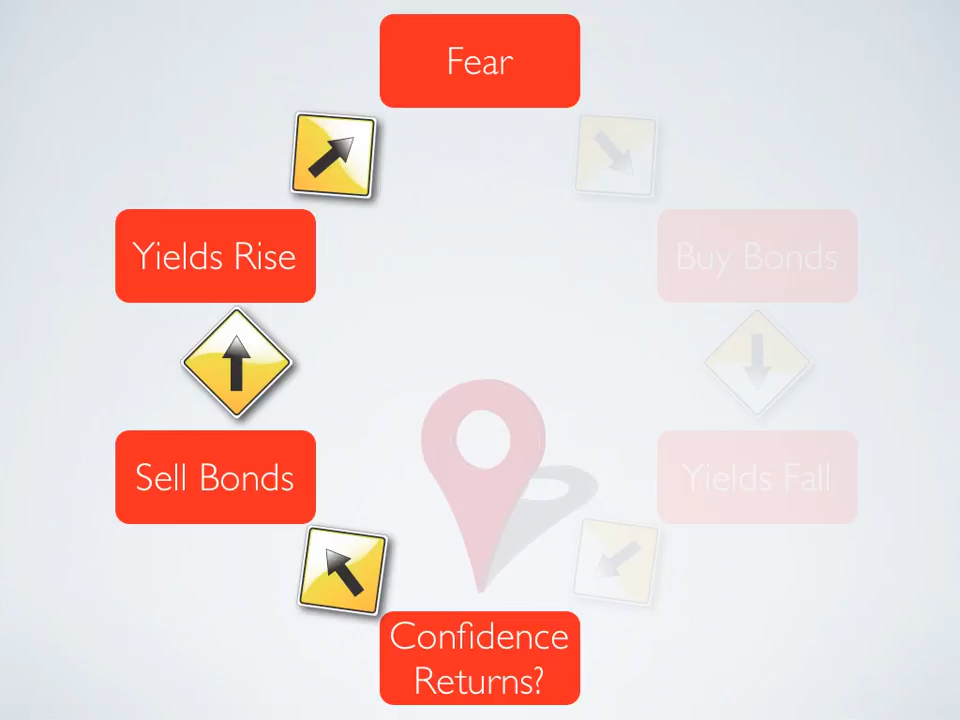 Fear
Yields Rise
Buy Bonds
Sell Bonds
Yields Fall
Confidence
Returns?